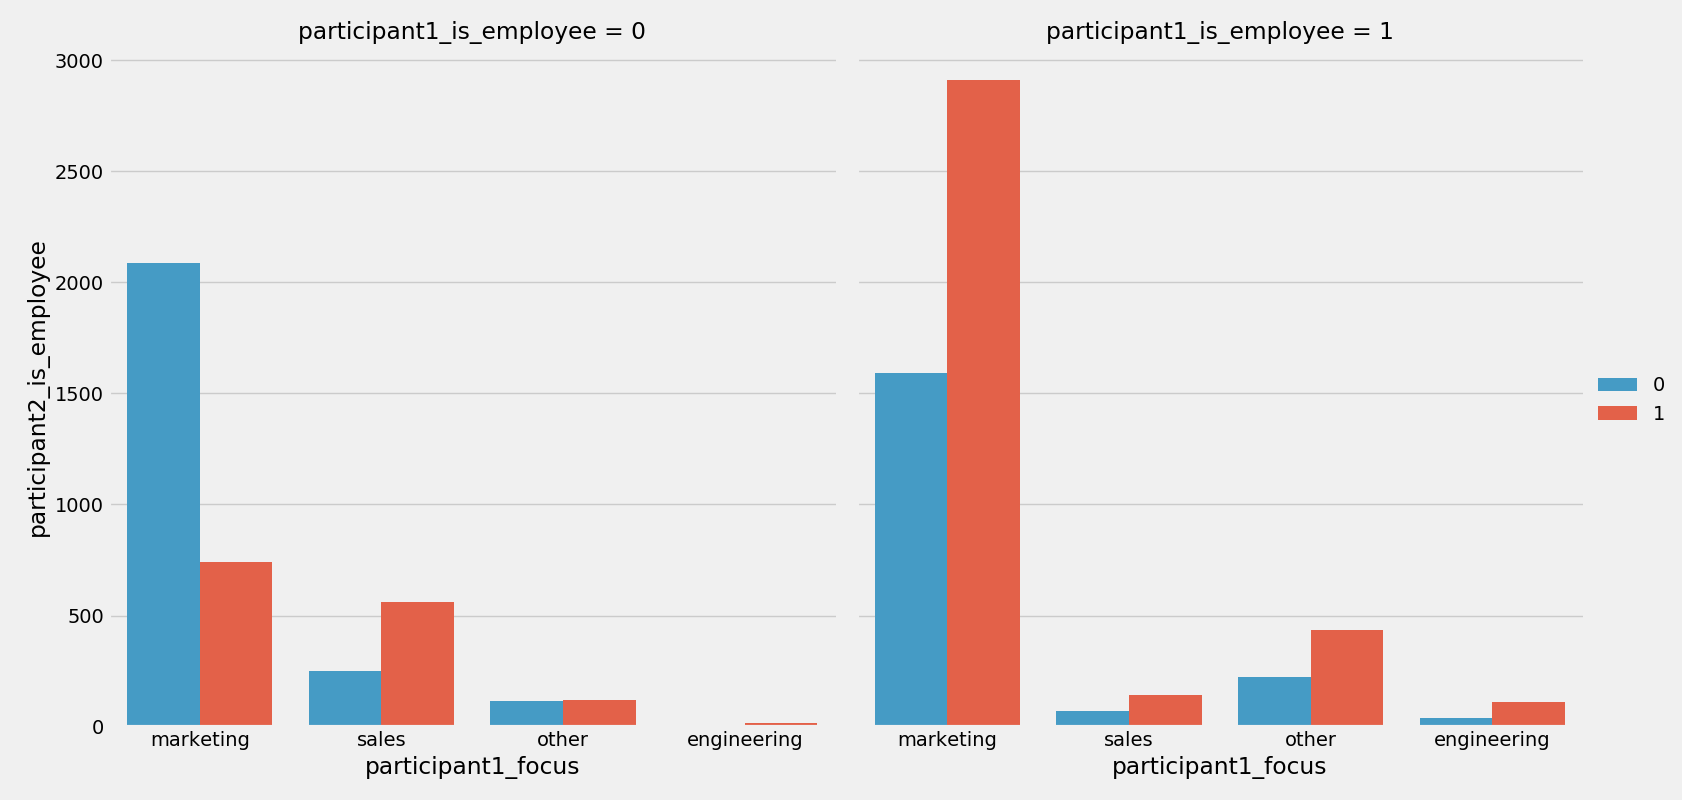 participant1_is_employee = 0
participant1_is_employee = 1
participant2_is_employee
3000
2500
2000
1500
1000
500
0
marketing sales other engineering
marketing sales other engineering
participant1_focus
participant1_focus
0
1